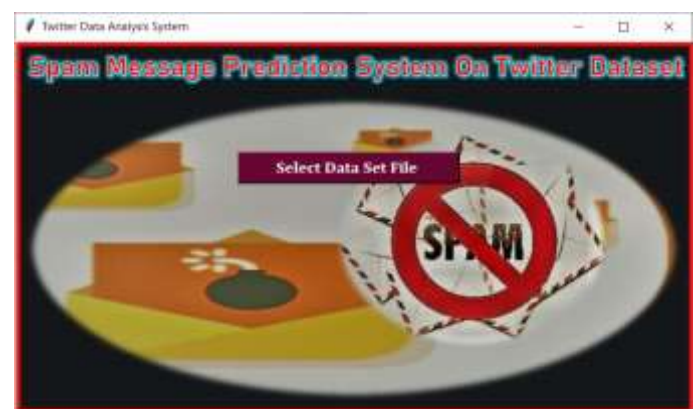 Twitter Data Analysis System
Spam Message Prediction System On Twitter Dataset
Select Data Set File
SPAM